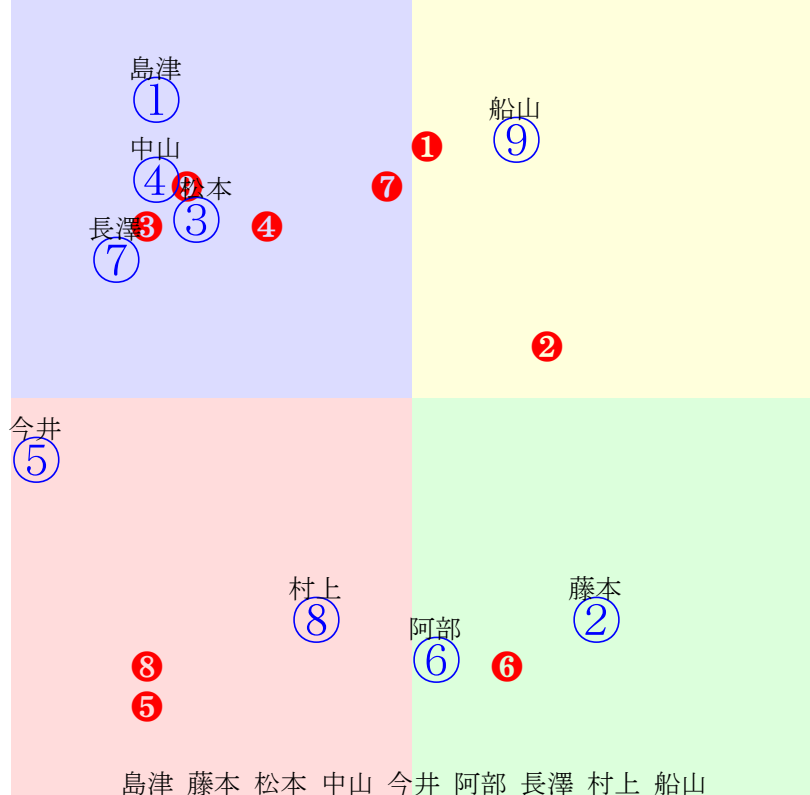 島津
①
船山
⑨
❶
中山
④
松本
③
❼
長澤
⑦
❸
❹
❷
今井
⑤
村上
⑧
藤本
②
阿部
⑥
❽
❻
❺
島津 藤本 松本 中山 今井 阿部 長澤 村上 船山